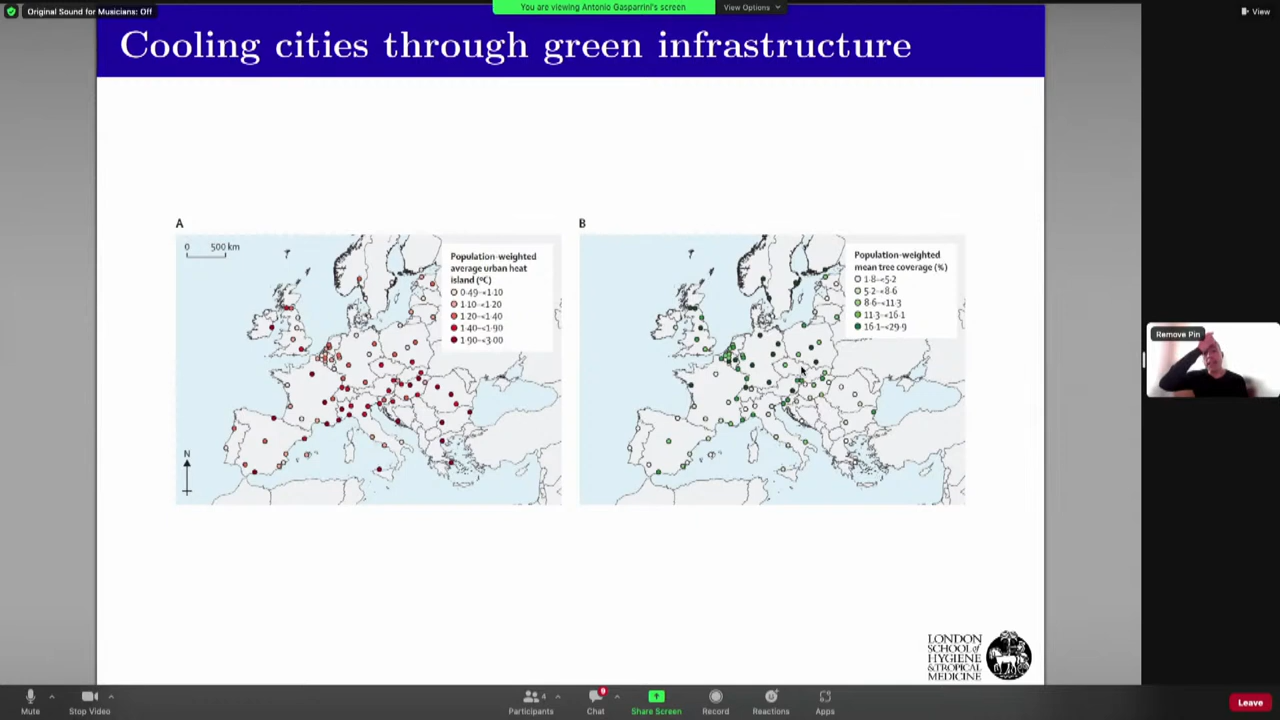 Original Sound for Musicians: Off
You are viewing Antonio Gasparrini's screen
View Options
View
Cooling cities through green infrastructure
A
B
0 500 km
Population-weighted
average urban heat
island (°C)
0·49–<1·10
1·10–<1·20
1·20–<1·40
1·40–<1·90
1·90–<3·00
N
Population-weighted
mean tree coverage (%)
1·8–<5·2
5·2–<8·6
8·6–<11·3
11·3–<16·1
16·1–<29·9
Remove Pin
LONDON
SCHOOL of
HYGIENE
& TROPICAL
MEDICINE
Mute
Stop Video
4
Participants
Chat
Share Screen
Record
Reactions
Apps
Leave